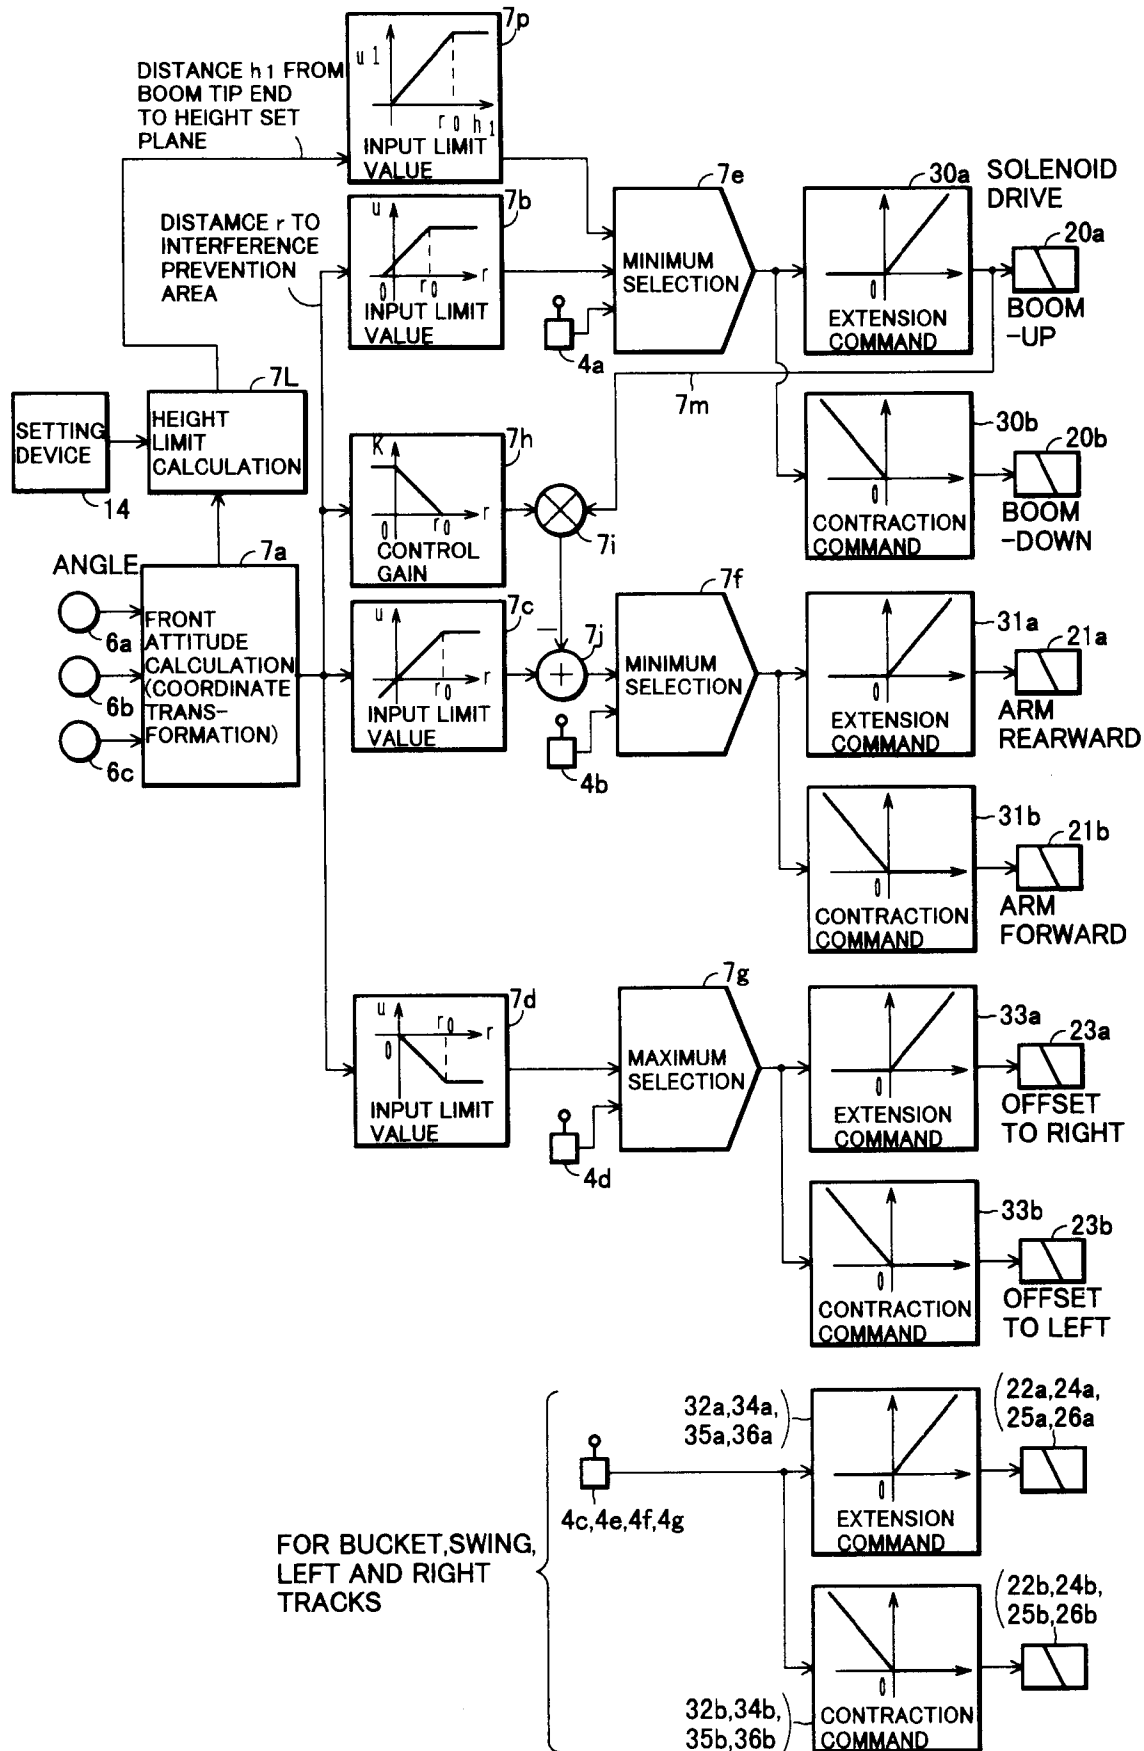 7p
u1
r0 h1
INPUT LIMIT
VALUE
DISTANCE h1 FROM
BOOM TIP END
TO HEIGHT SET
PLANE
7b
u
0
r0
r
INPUT LIMIT
VALUE
DISTAMCE r TO
INTERFERENCE
PREVENTION
AREA
7e
MINIMUM
SELECTION
4a
30a
0
EXTENSION
COMMAND
SOLENOID
DRIVE
20a
BOOM
-UP
7m
7L
HEIGHT
LIMIT
CALCULATION
SETTING
DEVICE
14
7h
K
0
r0
r
CONTROL
GAIN
7i
30b
0
CONTRACTION
COMMAND
20b
BOOM
-DOWN
ANGLE
6a
6b
6c
7a
FRONT
ATTITUDE
CALCULATION
(COORDINATE
TRANS-
FORMATION)
7c
u
0
r0
r
INPUT LIMIT
VALUE
−
7j
+
4b
7f
MINIMUM
SELECTION
31a
0
EXTENSION
COMMAND
21a
ARM
REARWARD
31b
0
CONTRACTION
COMMAND
21b
ARM
FORWARD
7d
u
r0
r
0
INPUT LIMIT
VALUE
7g
MAXIMUM
SELECTION
4d
33a
0
EXTENSION
COMMAND
23a
OFFSET
TO RIGHT
33b
0
CONTRACTION
COMMAND
23b
OFFSET
TO LEFT
FOR BUCKET,SWING,
LEFT AND RIGHT
TRACKS
4c,4e,4f,4g
32a,34a,
35a,36a
0
EXTENSION
COMMAND
22a,24a,
25a,26a
32b,34b,
35b,36b
0
CONTRACTION
COMMAND
22b,24b,
25b,26b